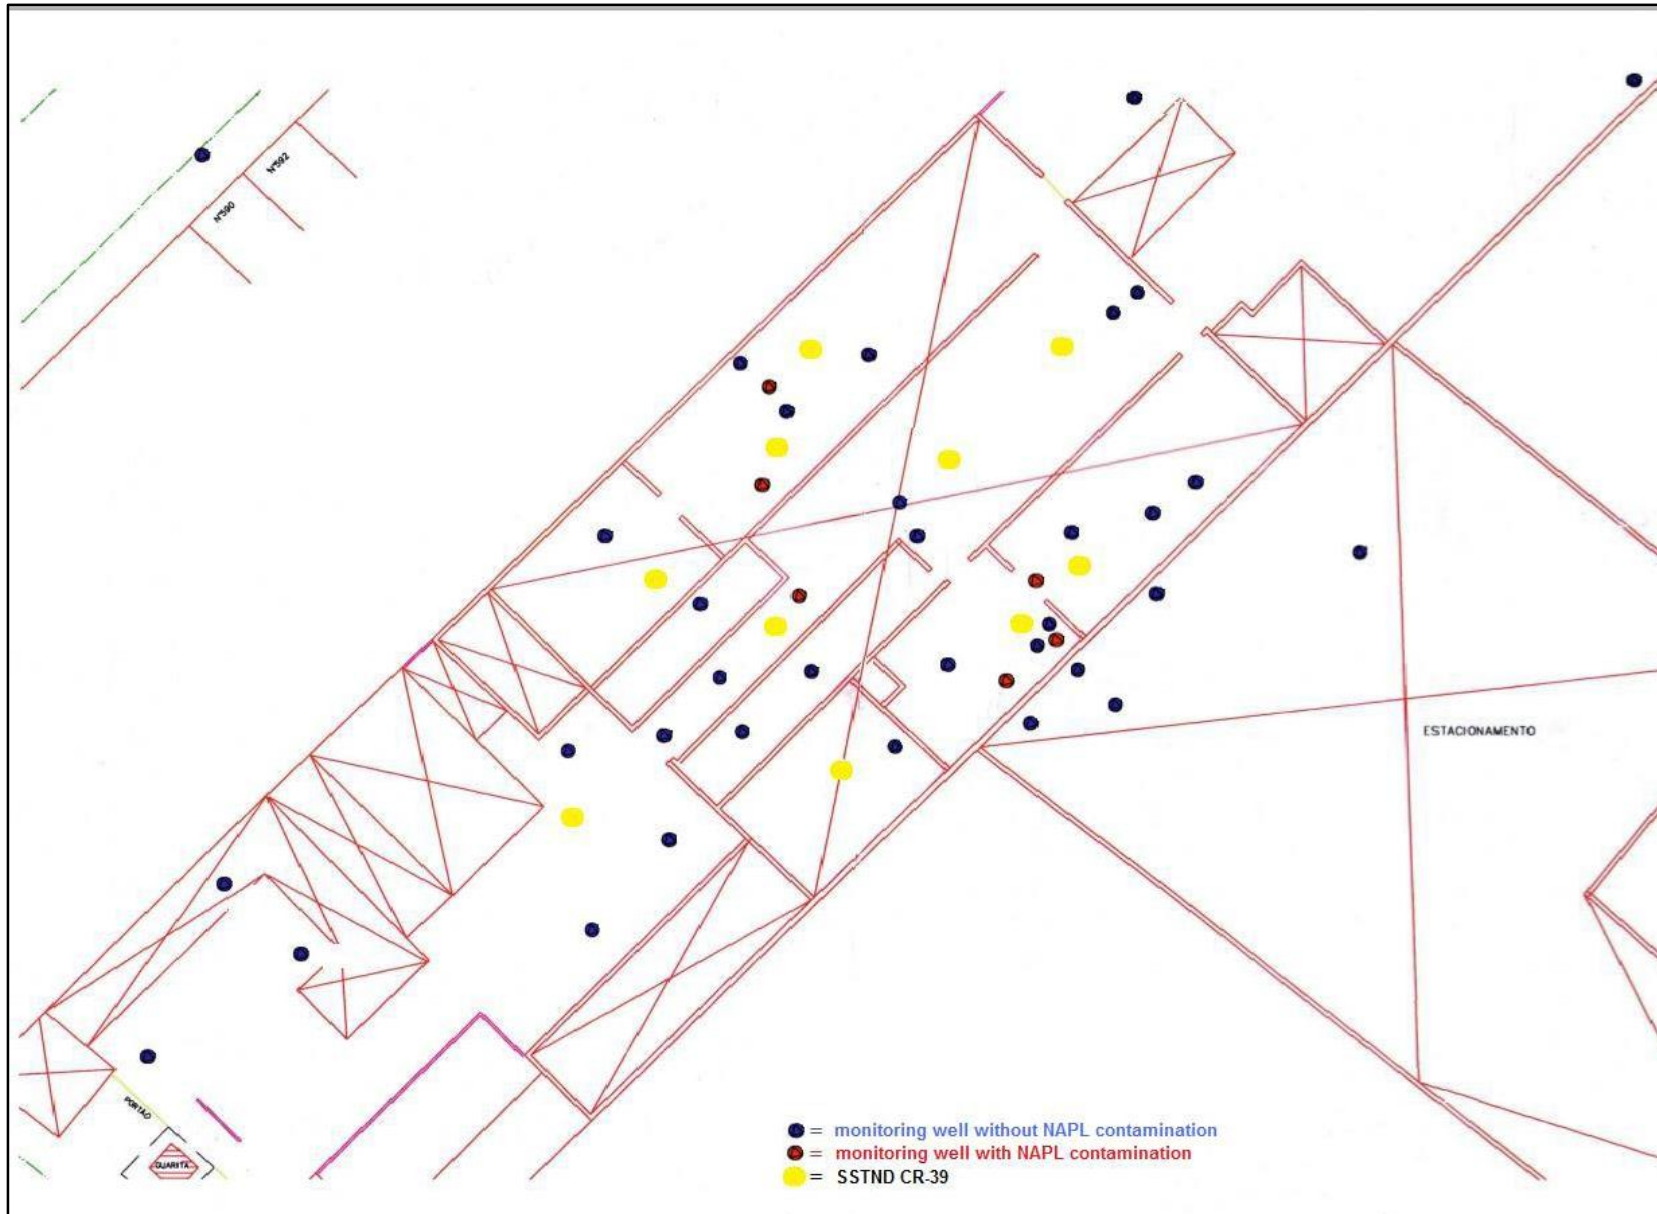 N°592
N°590
ESTACIONAMENTO
PORTÃO
GUARITA
= monitoring well without NAPL contamination
= monitoring well with NAPL contamination
= SSTND CR-39